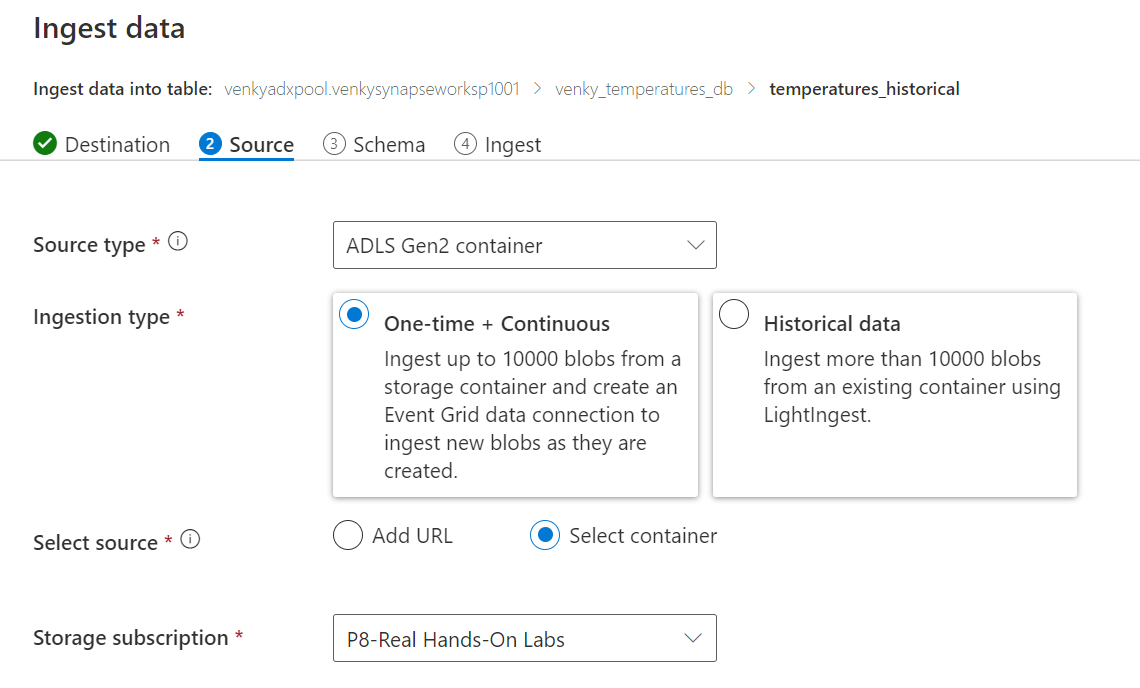 Ingest data
Ingest data into table: venkyadxpool.venkysynapseworksp1001 > venky_temperatures_db > temperatures_historical
Destination 2 Source 3 Schema 4 Ingest
Source type * i
ADLS Gen2 container
Ingestion type *
One-time + Continuous
Ingest up to 10000 blobs from a
storage container and create an
Event Grid data connection to
ingest new blobs as they are
created.
Historical data
Ingest more than 10000 blobs
from an existing container using
LightIngest.
Select source * i
Add URL
Select container
Storage subscription *
P8-Real Hands-On Labs